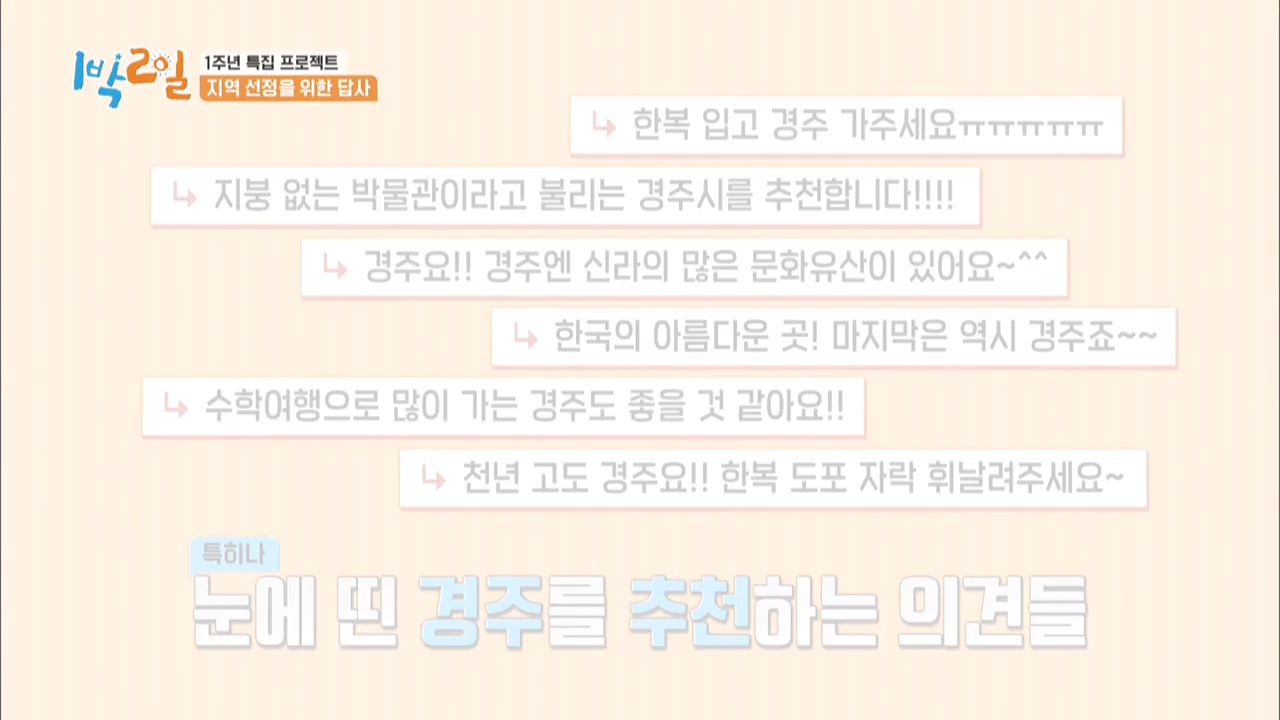 1박2일
1주년 특집 프로젝트
지역 선정을 위한 답사
↳ 한복 입고 경주 가주세요ㅠㅠㅠㅠㅠ
↳ 지붕 없는 박물관이라고 불리는 경주시를 추천합니다!!!!
↳ 경주요!! 경주엔 신라의 많은 문화유산이 있어요~^^
↳ 한국의 아름다운 곳! 마지막은 역시 경주죠~~
↳ 수학여행으로 많이 가는 경주도 좋을 것 같아요!!
↳ 천년 고도 경주요!! 한복 도포 자락 휘날려주세요~
특히나
눈에 띈 경주를 추천하는 의견들